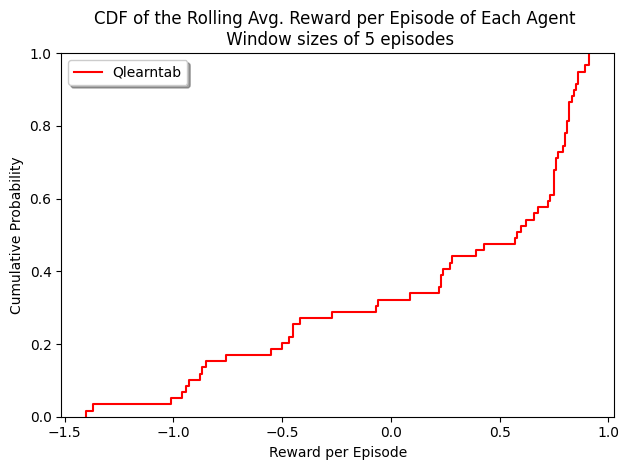 CDF of the Rolling Avg. Reward per Episode of Each Agent
Window sizes of 5 episodes
Qlearntab
Cumulative Probability
1.0
0.8
0.6
0.4
0.2
0.0
−1.5
−1.0
−0.5
0.0
0.5
1.0
Reward per Episode